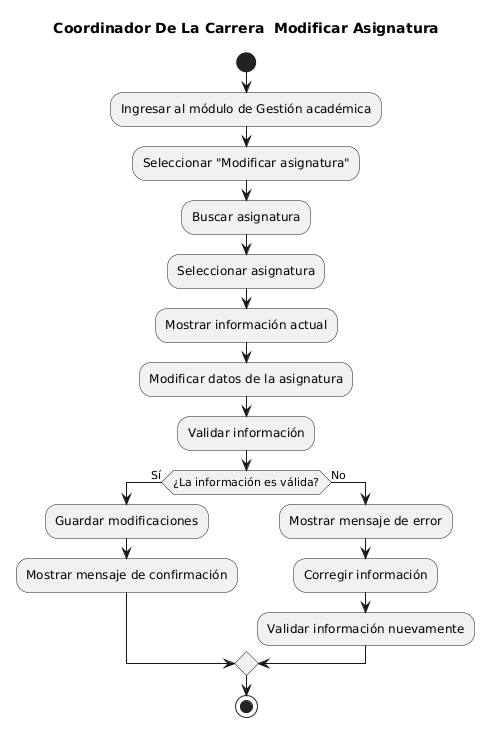 Coordinador De La Carrera  Modificar Asignatura
Ingresar al módulo de Gestión académica
Seleccionar "Modificar asignatura"
Buscar asignatura
Seleccionar asignatura
Mostrar información actual
Modificar datos de la asignatura
Validar información
¿La información es válida?
Sí
No
Guardar modificaciones
Mostrar mensaje de error
Mostrar mensaje de confirmación
Corregir información
Validar información nuevamente